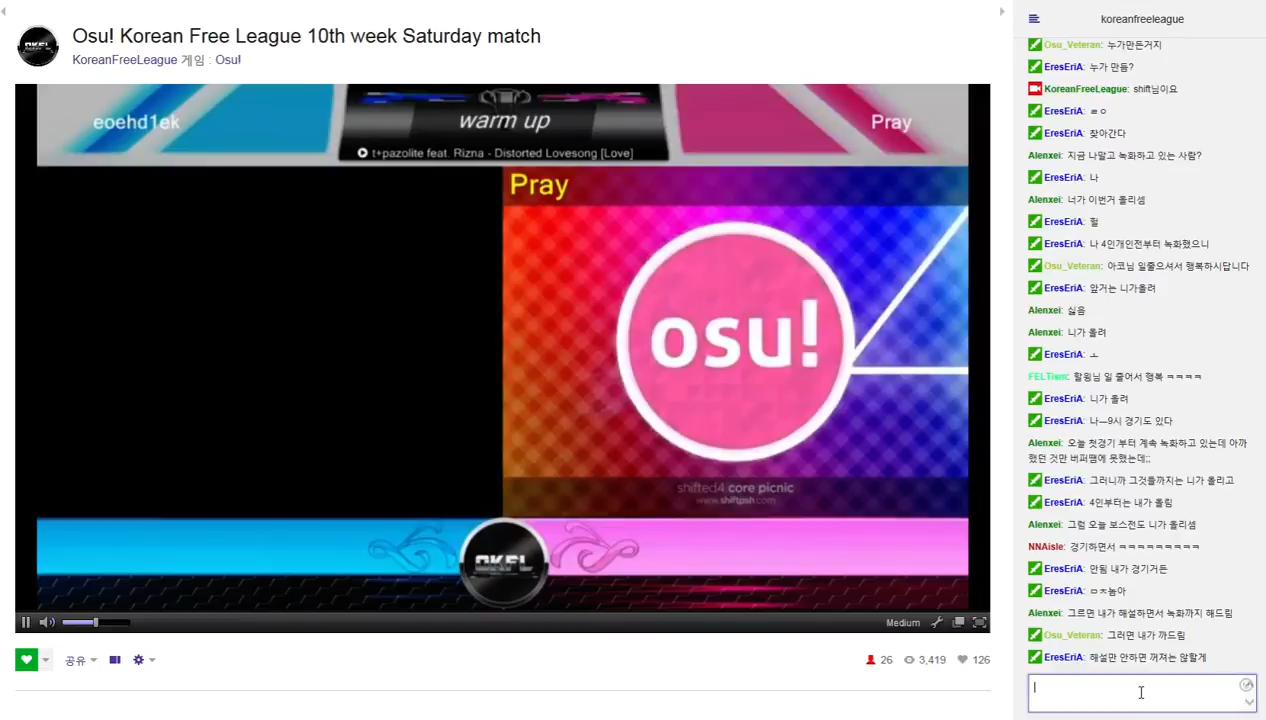 Osu! Korean Free League 10th week Saturday match
KoreanFreeLeague 게임 : Osu!
eoehd1ek
warm up
Pray
t+pazolite feat. Rizna - Distorted Lovesong [Love]
Pray
osu!
shifted4 core picnic
www.shiftpsh.com
OKFL
Medium
공유
26
3,419
126
koreanfreeleague
Osu_Veteran: 누가만든거지
EresEriA: 누가 만듬?
KoreanFreeLeague: shift님이요
EresEriA: ㄹㅇ
EresEriA: 찾아간다
Alenxei: 지금 나말고 녹화하고 있는 사람?
EresEriA: 나
Alenxei: 너가 이번거 올리셈
EresEriA: 헐
EresEriA: 나 4인개인전부터 녹화했으니
Osu_Veteran: 아코님 일줄으셔서 행복하시답니다
EresEriA: 앞거는 니가올려
Alenxei: 싫음
Alenxei: 니가 올려
EresEriA: ㅗ
FELTism: 할윙님 일 줄어서 행복 ㅋㅋㅋㅋ
EresEriA: 니가 올려
EresEriA: 나—9시 경기도 있다
Alenxei: 오늘 첫경기 부터 계속 녹화하고 있는데 아까
했던 것만 버퍼땜에 못했는데;;
EresEriA: 그러니까 그것들까지는 니가 올리고
EresEriA: 4인부터는 내가 올림
Alenxei: 그럼 오늘 보스전도 니가 올리셈
NNAisle: 경기하면서 ㅋㅋㅋㅋㅋㅋㅋㅋㅋ
EresEriA: 안됨 내가 경기거든
EresEriA: ㅁㅊ놈아
Alenxei: 그르면 내가 해설하면서 녹화까지 해드림
Osu_Veteran: 그러면 내가 까드림
EresEriA: 해설만 안하면 꺼져는 않할게